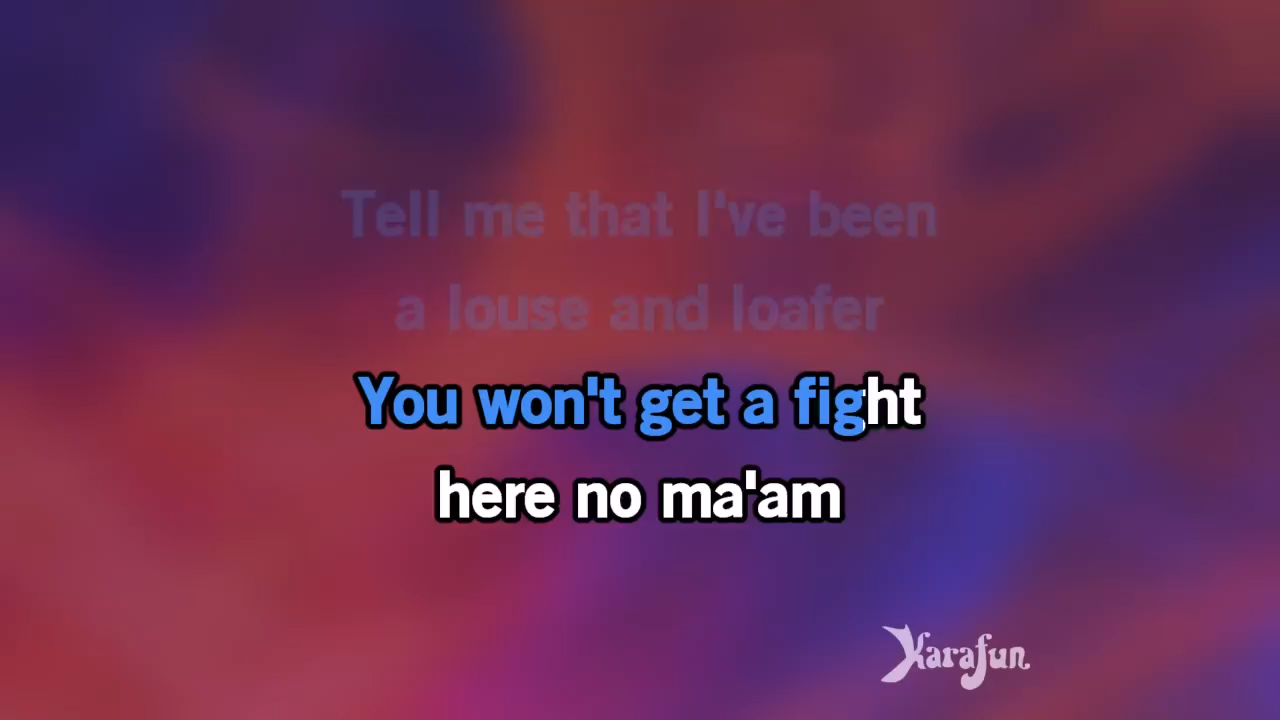 Tell me that I've been
a louse and loafer
You won't get a fight
here no ma'am
Karafun